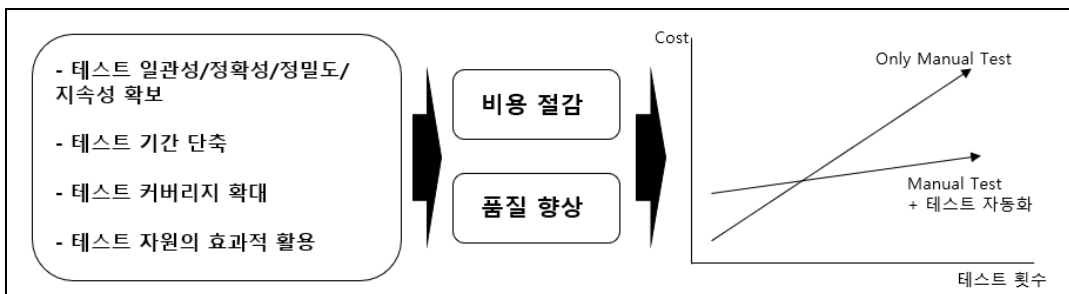 - 테스트 일관성/정확성/정밀도/
지속성 확보
- 테스트 기간 단축
- 테스트 커버리지 확대
- 테스트 자원의 효과적 활용
비용 절감
품질 향상
Cost
Only Manual Test
Manual Test
+ 테스트 자동화
테스트 횟수